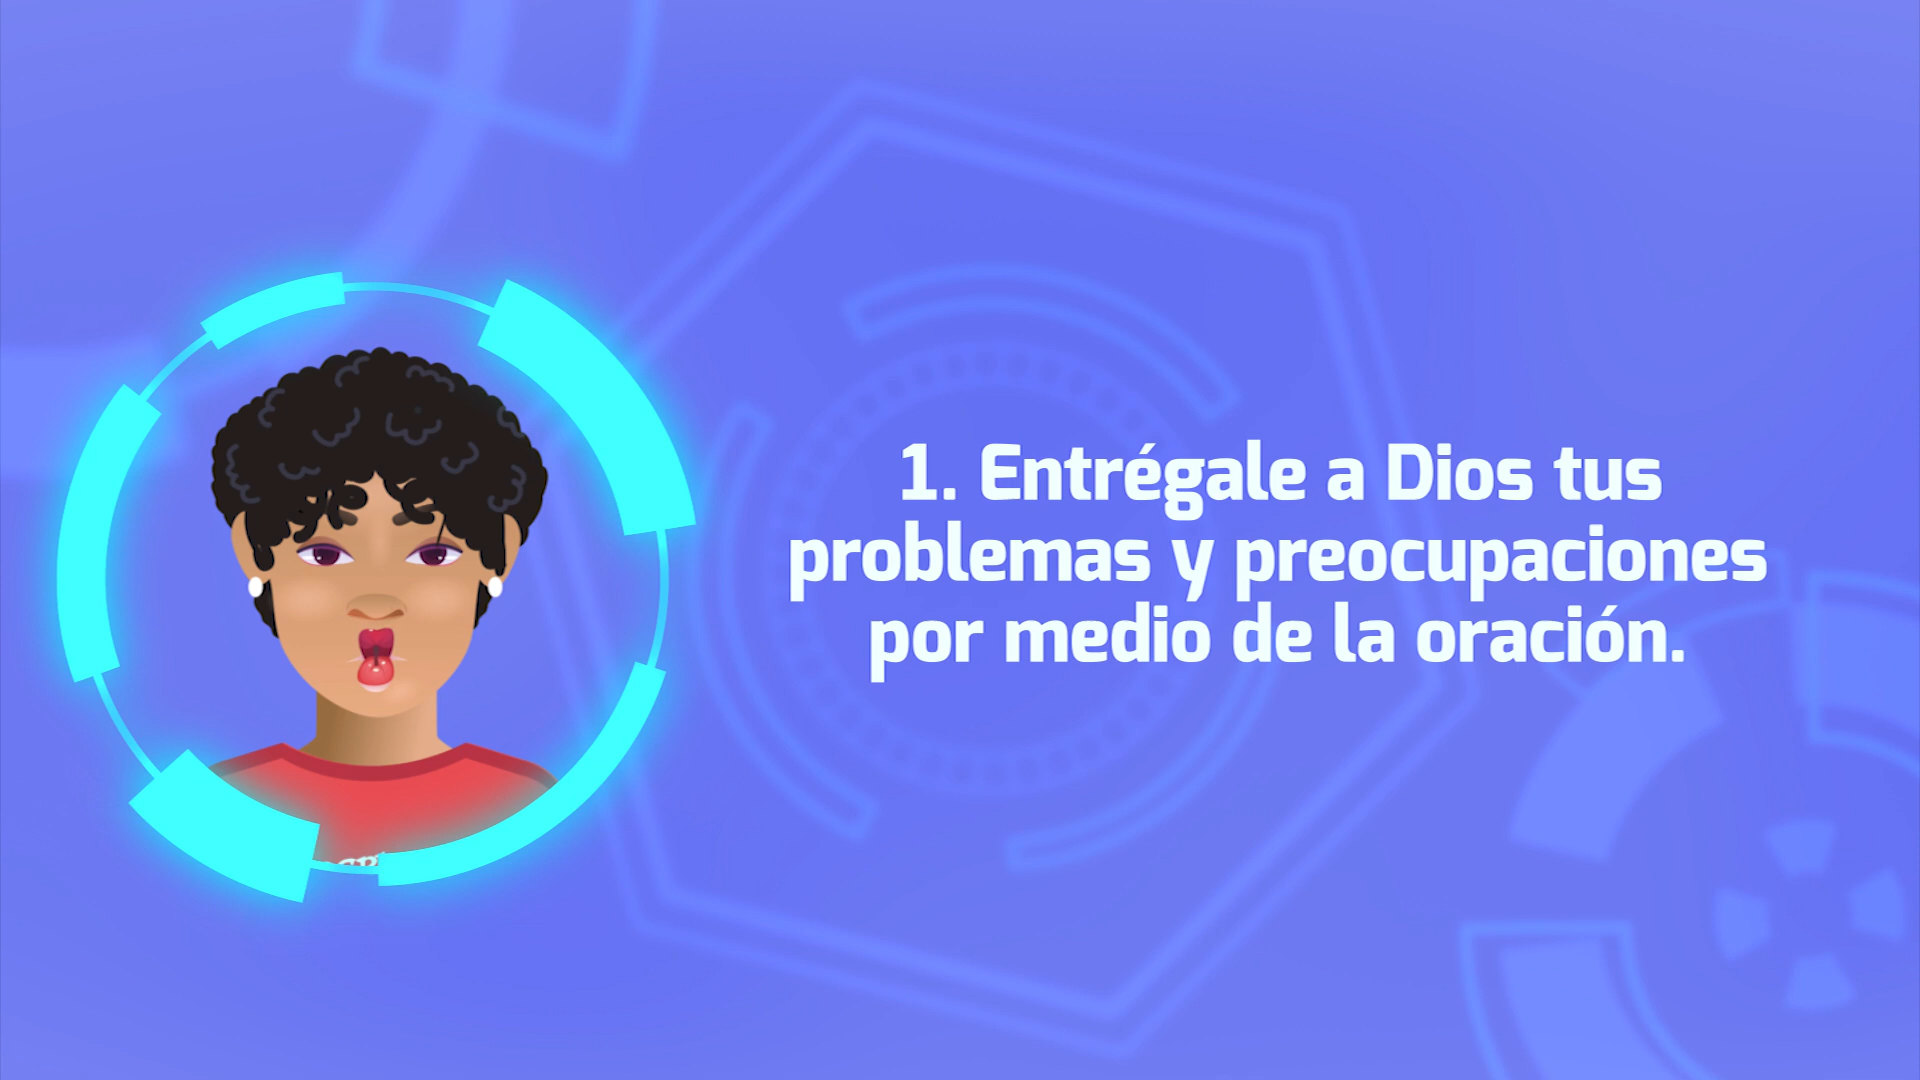 1. Entrégale a Dios tus
problemas y preocupaciones
por medio de la oración.